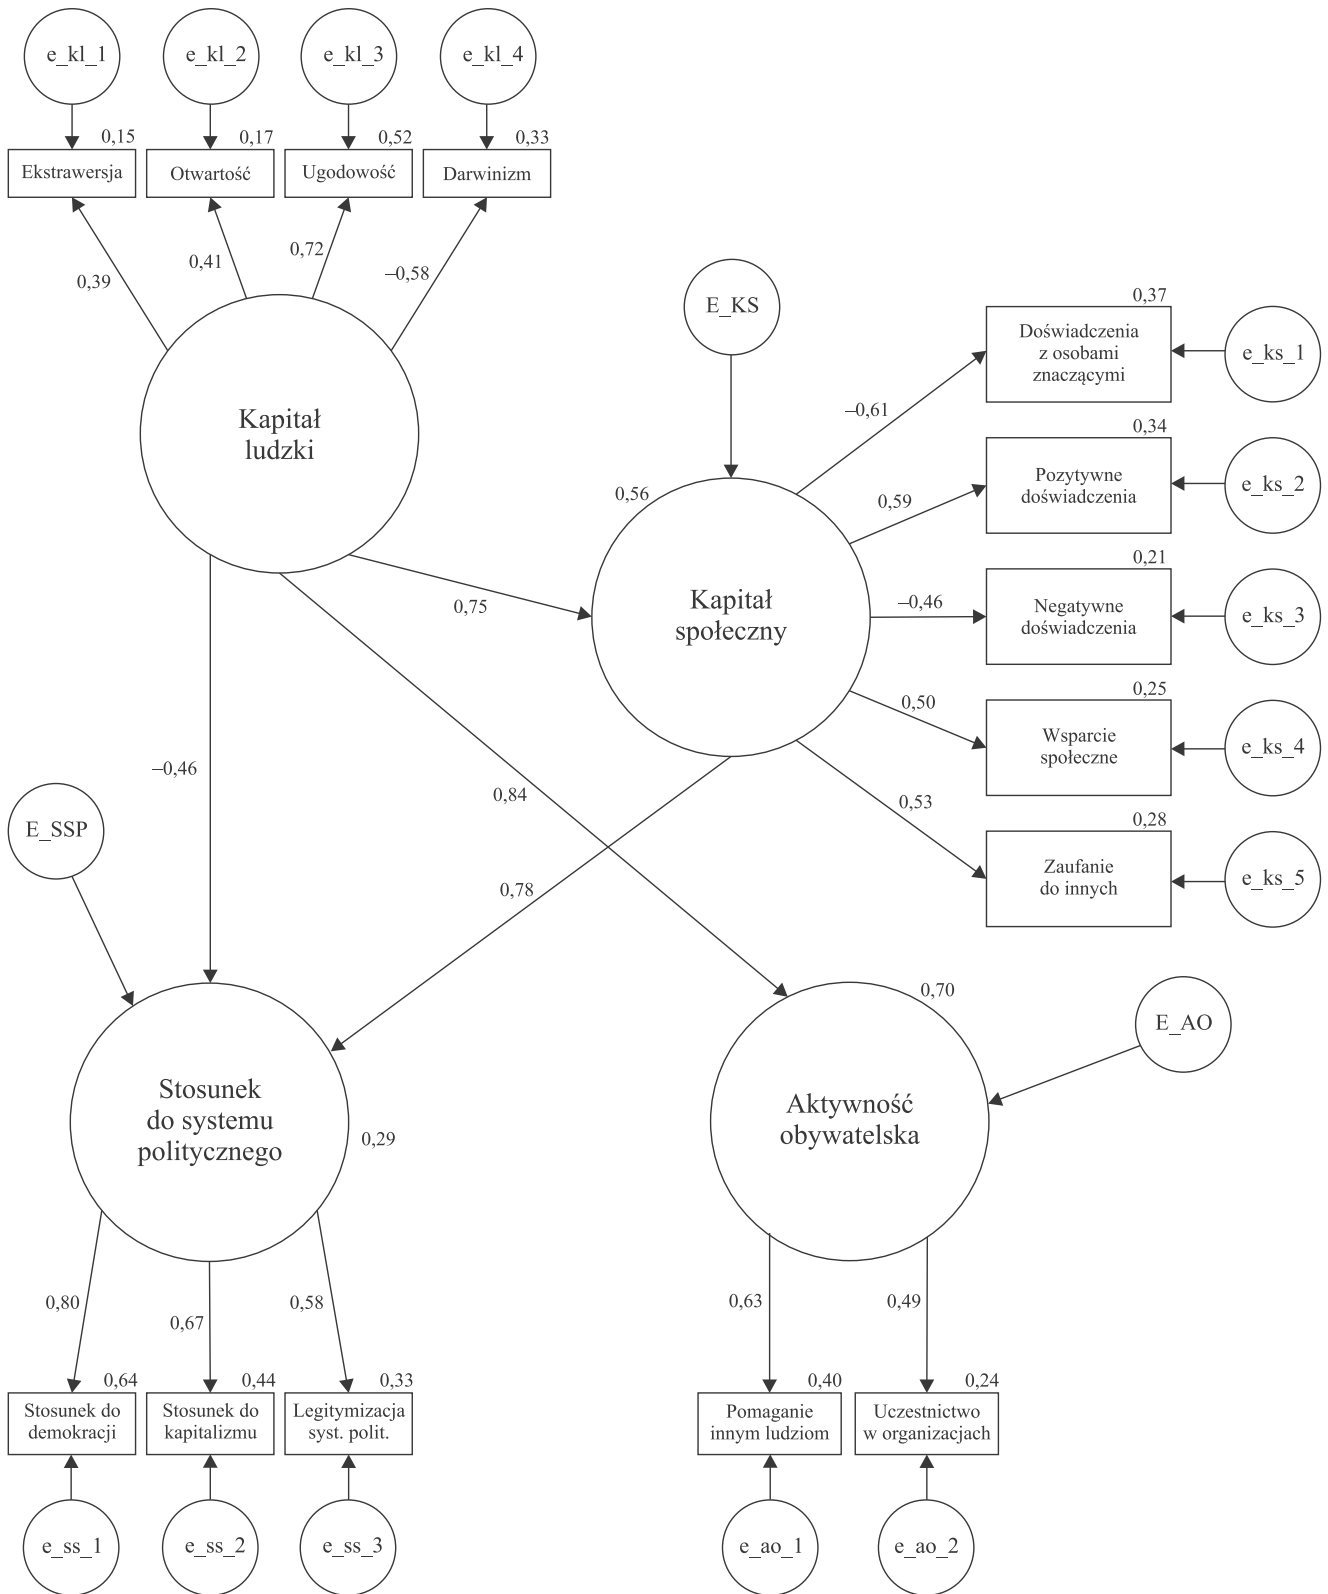 e_kl_1
e_kl_2
e_kl_3
e_kl_4
0,15
0,17
0,52
0,33
Ekstrawersja
Otwartość
Ugodowość
Darwinizm
0,39
0,41
0,72
–0,58
Kapitał
ludzki
E_KS
0,37
Doświadczenia
z osobami
znaczącymi
e_ks_1
–0,61
0,34
Pozytywne
doświadczenia
e_ks_2
0,59
0,56
Kapitał
społeczny
0,21
Negatywne
doświadczenia
e_ks_3
–0,46
0,75
0,25
Wsparcie
społeczne
e_ks_4
0,50
0,28
Zaufanie
do innych
e_ks_5
0,53
–0,46
0,84
0,78
E_SSP
Stosunek
do systemu
politycznego
0,29
0,70
Aktywność
obywatelska
E_AO
0,80
0,67
0,58
0,63
0,49
0,64
0,44
0,33
0,40
0,24
Stosunek do
demokracji
Stosunek do
kapitalizmu
Legitymizacja
syst. polit.
Pomaganie
innym ludziom
Uczestnictwo
w organizacjach
e_ss_1
e_ss_2
e_ss_3
e_ao_1
e_ao_2